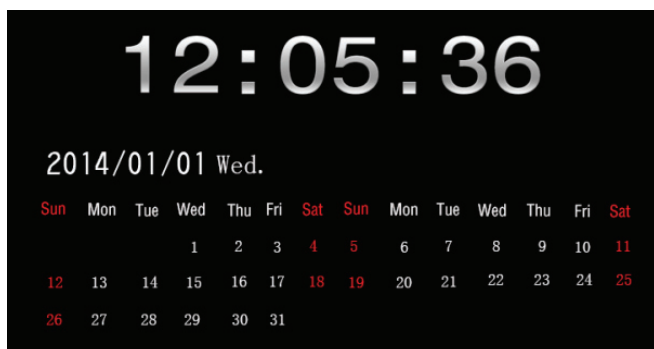 12:05:36
2014/01/01 Wed.
Sun Mon Tue Wed Thu Fri Sat Sun Mon Tue Wed Thu Fri Sat
1 2 3 4 5 6 7 8 9 10 11
12 13 14 15 16 17 18 19 20 21 22 23 24 25
26 27 28 29 30 31